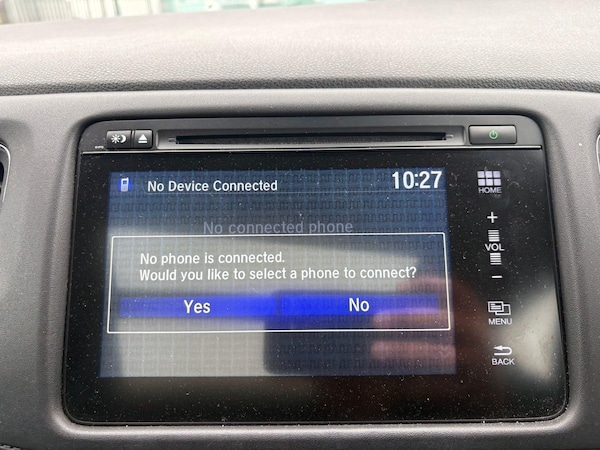 No Device Connected
10:27
HOME
No connected phone
+
VOL
No phone is connected.
Would you like to select a phone to connect?
Yes
No
−
MENU
BACK